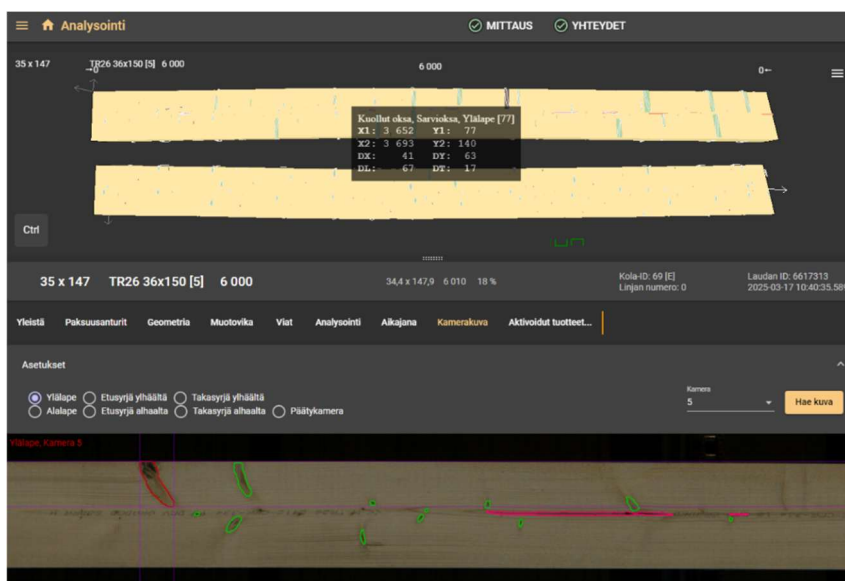 Analysointi
MITTAUS
YHTEYDET
35 x 147
TR26 36x150 [5] 6 000
→0
6 000
0←
Kuollut oksa, Sarvioksa, Ylälape [77]
X1: 3 652 Y1: 77
X2: 3 693 Y2: 140
DX: 41 DY: 63
DL: 67 DT: 17
Ctrl
35 x 147 TR26 36x150 [5] 6 000
34,4 x 147,9 6 010 18 %
Kola-ID: 69 [E]
Linjan numero: 0
Laudan ID: 6617313
2025-03-17 10:40:35.58
Yleistä Paksuusanturit Geometria Muotovika Viat Analysointi Aikajana Kamerakuva Aktivoidut tuotteet...
Asetukset
Ylälape Etusyrjä ylhäältä Takasyrjä ylhäältä
Alalape Etusyrjä alhaalta Takasyrjä alhaalta Päätykamera
Kamera
5
Hae kuva
Ylälape, Kamera 5